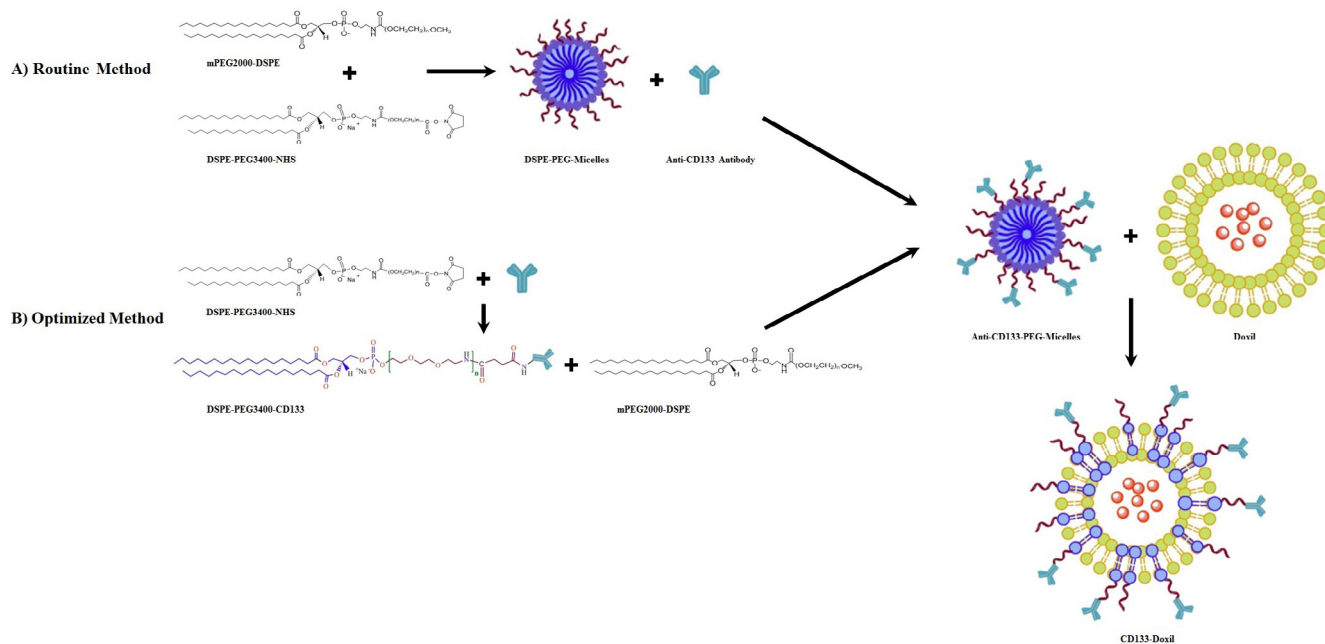 A) Routine Method
mPEG2000-DSPE
+
DSPE-PEG3400-NHS
DSPE-PEG-Micelles
+
Anti-CD133 Antibody
B) Optimized Method
DSPE-PEG3400-NHS
+
DSPE-PEG3400-CD133
+
mPEG2000-DSPE
Anti-CD133-PEG-Micelles
+
Doxil
CD133-Doxil